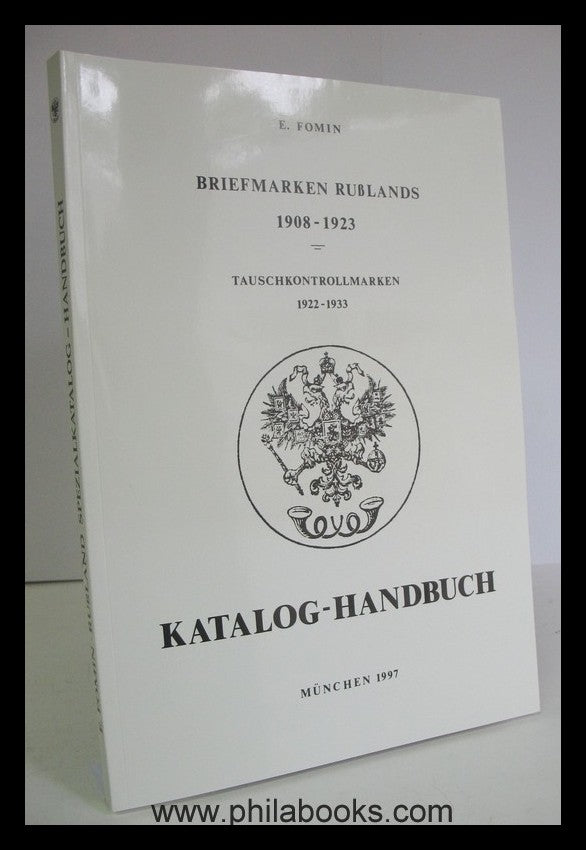 E. FOMIN
BRIEFMARKEN RUßLANDS
1908-1923
TAUSCHKONTROLLMARKEN
1922-1933
KATALOG-HANDBUCH
MÜNCHEN 1997
E. FOMIN RUßLAND SPEZIALKATALOG - HANDBUCH
www.philabooks.com